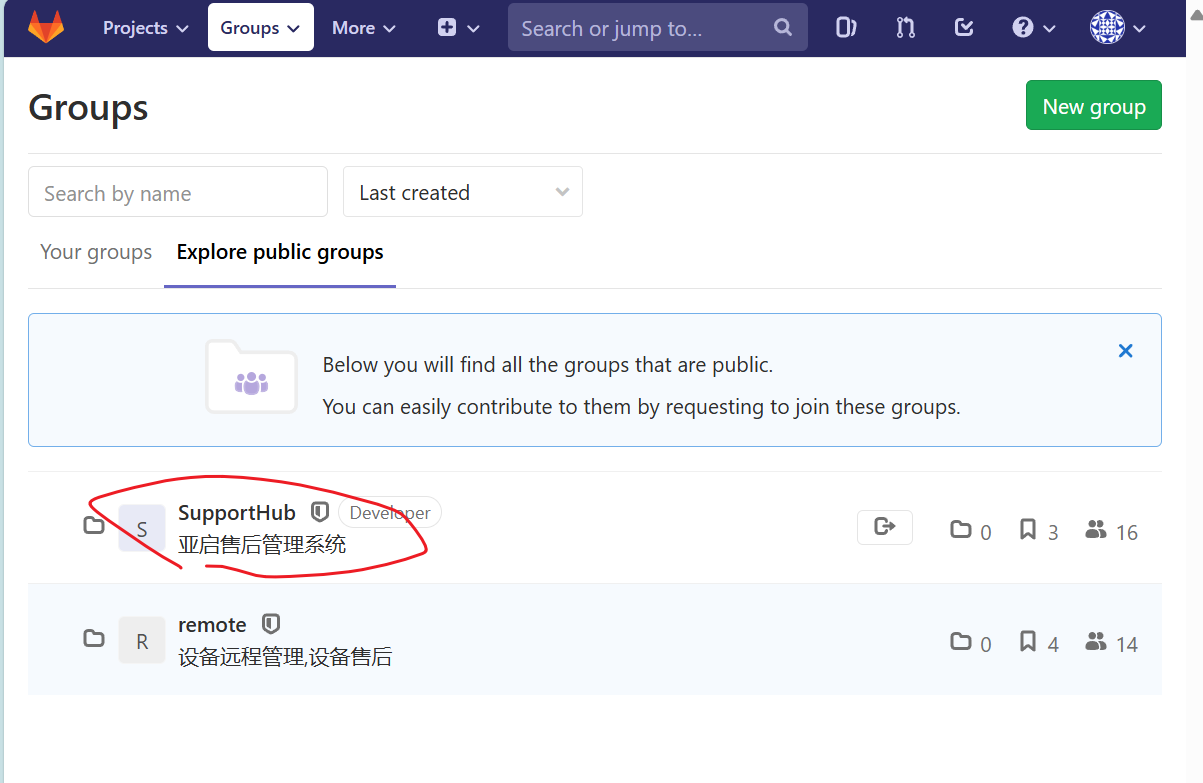 Projects Groups More Search or jump to...
Groups
New group
Search by name Last created
Your groups Explore public groups
Below you will find all the groups that are public.
You can easily contribute to them by requesting to join these groups.
S SupportHub Developer 0 3 16
亚启售后管理系统
R remote 0 4 14
设备远程管理,设备售后